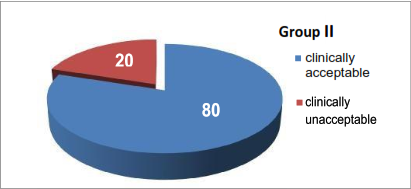 Group II
clinically
acceptable
clinically
unacceptable
20
80